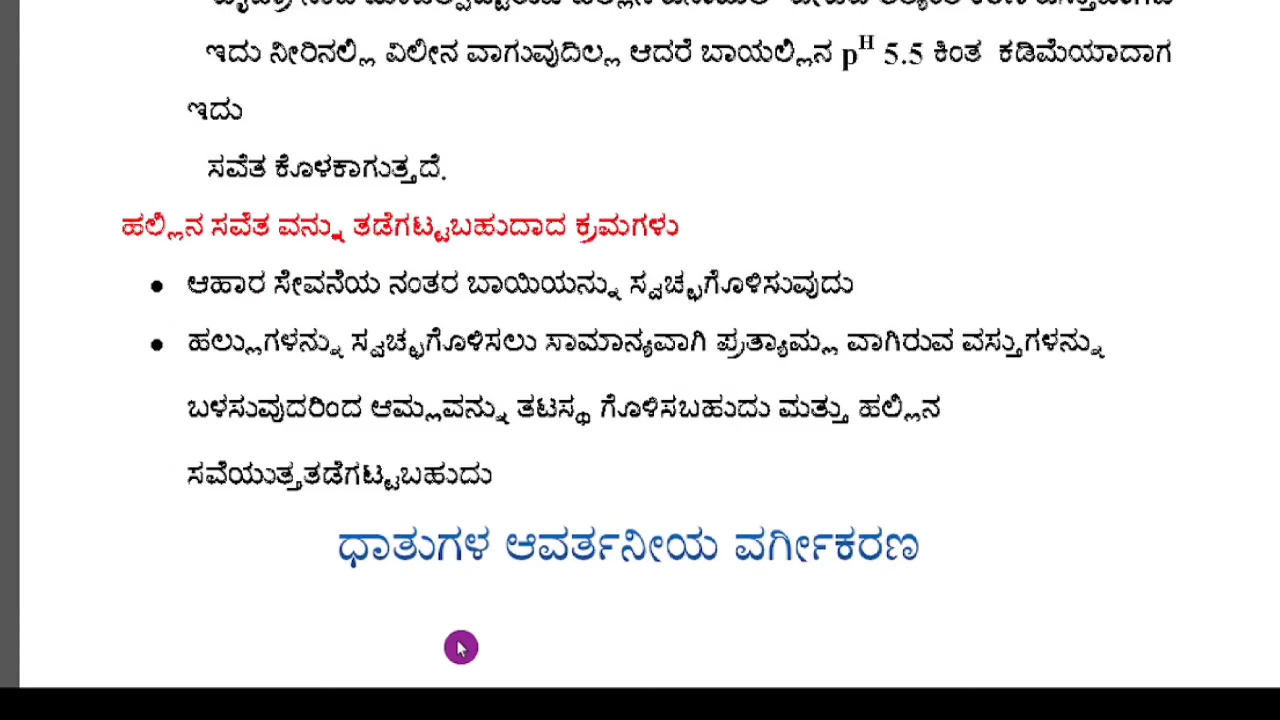 ಇದು ನೀರಿನಲ್ಲಿ ವಿಲೀನ ವಾಗುವುದಿಲ್ಲ ಆದರೆ ಬಾಯಲ್ಲಿನ pH 5.5 ಕಿಂತ ಕಡಿಮೆಯಾದಾಗ
ಇದು
ಸವೆತ ಕೊಳಕಾಗುತ್ತದೆ.
ಹಲ್ಲಿನ ಸವೆತ ವನ್ನು ತಡೆಗಟ್ಟಬಹುದಾದ ಕ್ರಮಗಳು
• ಆಹಾರ ಸೇವನೆಯ ನಂತರ ಬಾಯಿಯನ್ನು ಸ್ವಚ್ಛಗೊಳಿಸುವುದು
• ಹಲ್ಲುಗಳನ್ನು ಸ್ವಚ್ಛಗೊಳಿಸಲು ಸಾಮಾನ್ಯವಾಗಿ ಪ್ರತ್ಯಾಮ್ಲ ವಾಗಿರುವ ವಸ್ತುಗಳನ್ನು
ಬಳಸುವುದರಿಂದ ಆಮ್ಲವನ್ನು ತಟಸ್ಥ ಗೊಳಿಸಬಹುದು ಮತ್ತು ಹಲ್ಲಿನ
ಸವೆಯುತ್ತತಡೆಗಟ್ಟಬಹುದು
ಧಾತುಗಳ ಆವರ್ತನೀಯ ವರ್ಗೀಕರಣ